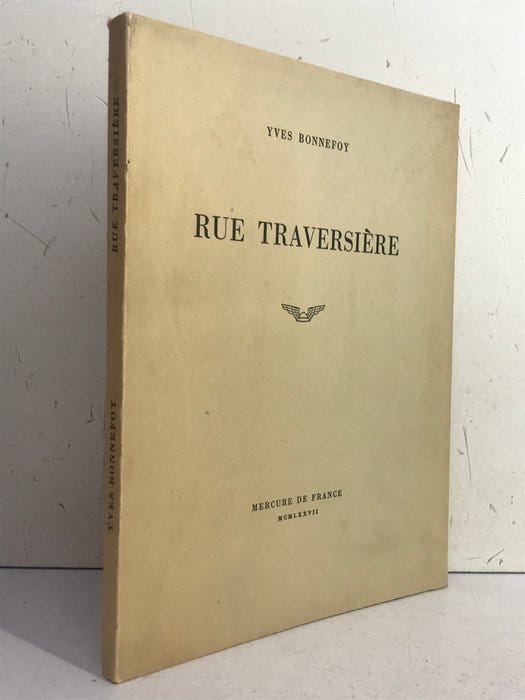 YVES BONNEFOY
RUE TRAVERSIÈRE
MERCURE DE FRANCE
MCMLXXVII
YVES BONNEFOY RUE TRAVERSIÈRE